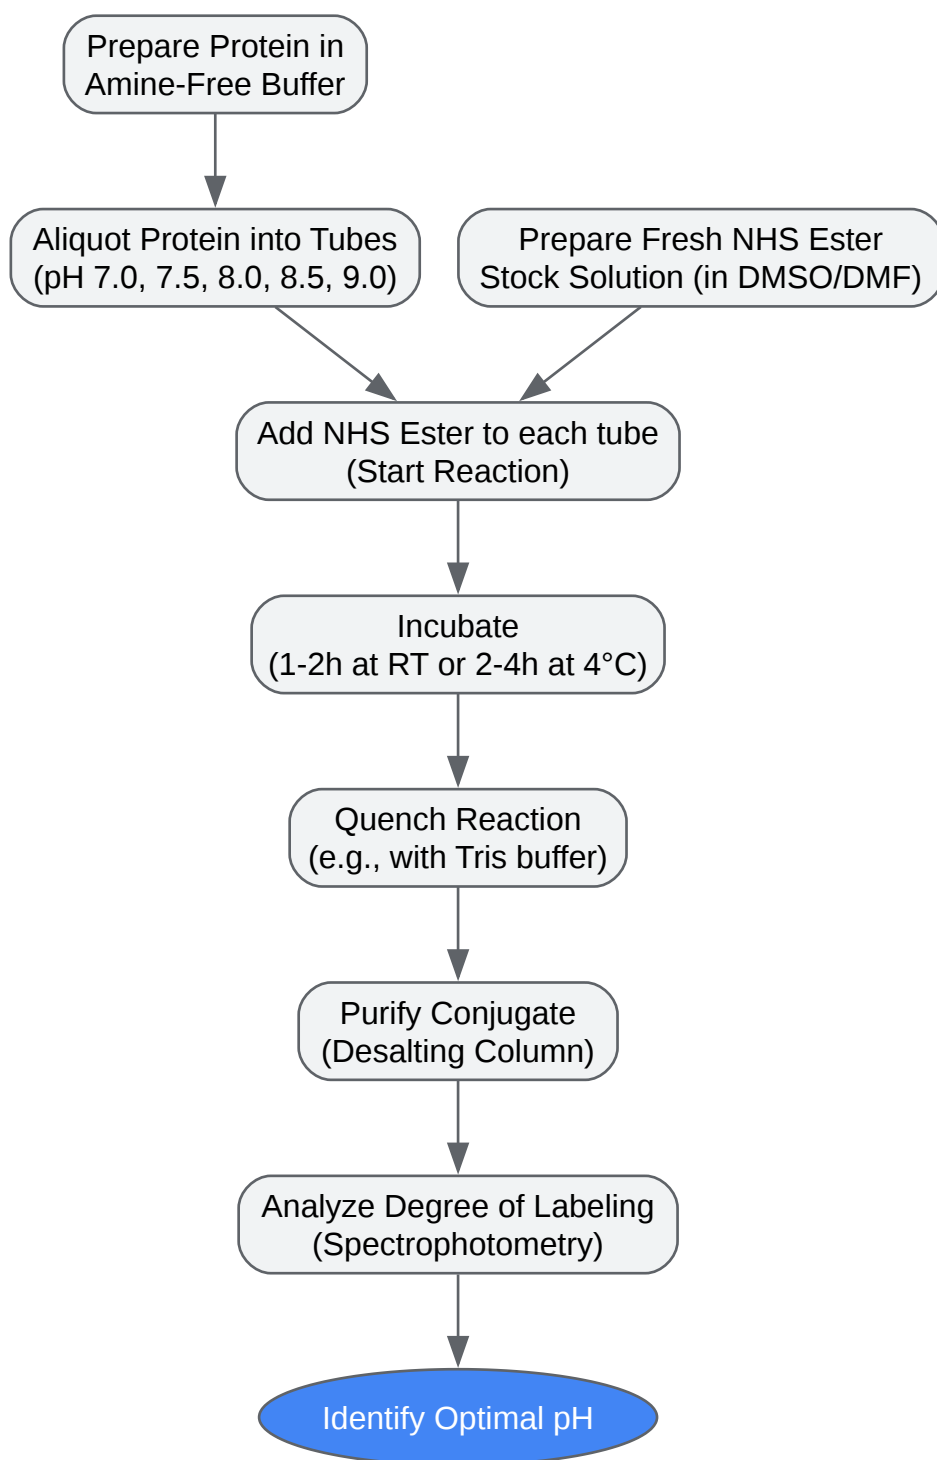 Prepare Protein in
Amine-Free Buffer
Aliquot Protein into Tubes
(pH 7.0, 7.5, 8.0, 8.5, 9.0)
Prepare Fresh NHS Ester
Stock Solution (in DMSO/DMF)
Add NHS Ester to each tube
(Start Reaction)
Incubate
(1-2h at RT or 2-4h at 4°C)
Quench Reaction
(e.g., with Tris buffer)
Purify Conjugate
(Desalting Column)
Analyze Degree of Labeling
(Spectrophotometry)
Identify Optimal pH